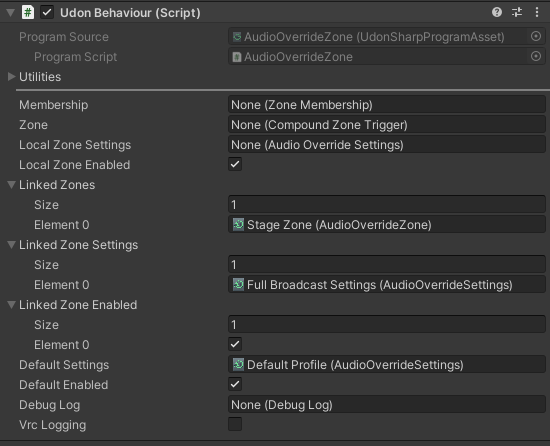 Udon Behaviour (Script)
Program Source AudioOverrideZone (UdonSharpProgramAsset)
Program Script AudioOverrideZone
Utilities
Membership None (Zone Membership)
Zone None (Compound Zone Trigger)
Local Zone Settings None (Audio Override Settings)
Local Zone Enabled
Linked Zones
Size 1
Element 0 Stage Zone (AudioOverrideZone)
Linked Zone Settings
Size 1
Element 0 Full Broadcast Settings (AudioOverrideSettings)
Linked Zone Enabled
Size 1
Element 0
Default Settings Default Profile (AudioOverrideSettings)
Default Enabled
Debug Log None (Debug Log)
Vrc Logging